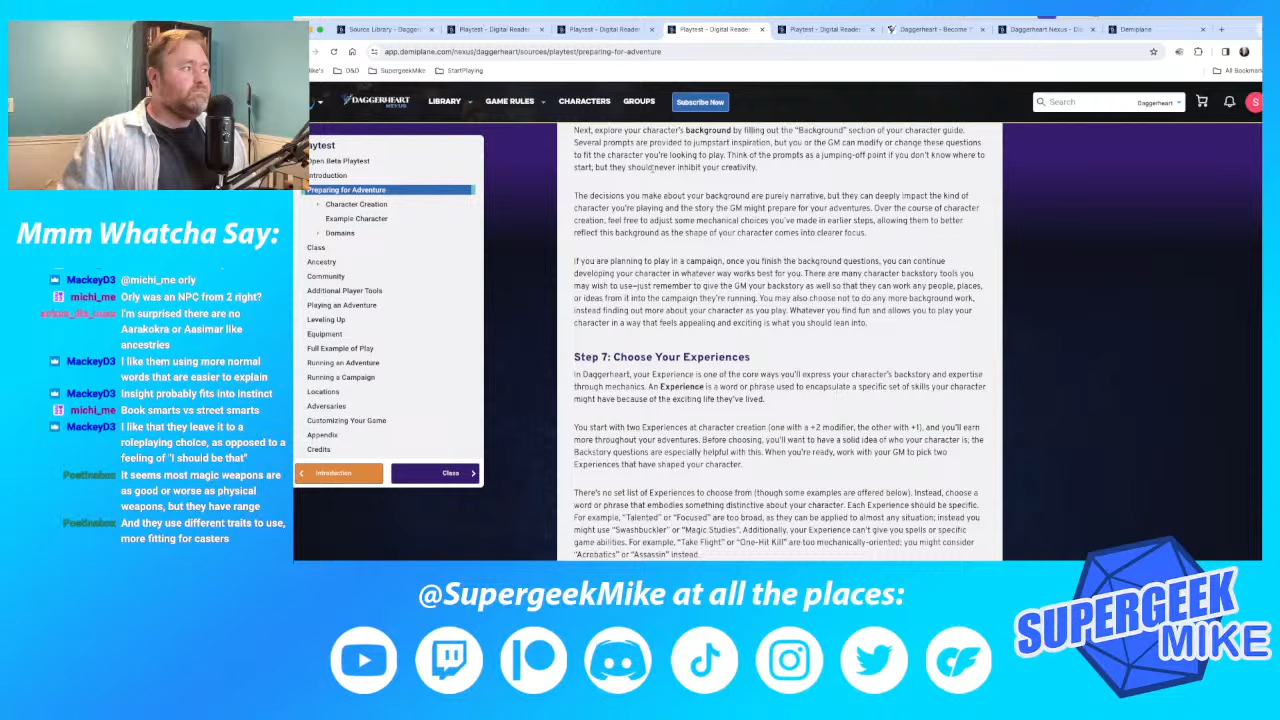 Source Library - Dagger
Playtest - Digital Reader
Playtest - Digital Reader
Playtest - Digital Reader
Playtest - Digital Reader
Daggerheart - Become
Daggerheart Nexus
Demiplane
app.demiplane.com/nexus/daggerheart/sources/playtest/preparing-for-adventure
D&D
SupergeekMike
StartPlaying
All Bookmar
DAGGERHEART
NEXUS
LIBRARY
GAME RULES
CHARACTERS
GROUPS
Subscribe Now
Search
Daggerheart
S
laytest
Open Beta Playtest
Introduction
Preparing for Adventure
Character Creation
Example Character
Domains
Class
Ancestry
Community
Additional Player Tools
Playing an Adventure
Leveling Up
Equipment
Full Example of Play
Running an Adventure
Running a Campaign
Locations
Adversaries
Customizing Your Game
Appendix
Credits
Introduction
Class
Next, explore your character's background by filling out the "Background" section of your character guide.
Several prompts are provided to jumpstart inspiration, but you or the GM can modify or change these questions
to fit the character you're looking to play. Think of the prompts as a jumping-off point if you don't know where to
start, but they should never inhibit your creativity.
The decisions you make about your background are purely narrative, but they can deeply impact the kind of
character you're playing and the story the GM might prepare for your adventures. Over the course of character
creation, feel free to adjust some mechanical choices you've made in earlier steps, allowing them to better
reflect this background as the shape of your character comes into clearer focus.
If you are planning to play in a campaign, once you finish the background questions, you can continue
developing your character in whatever way works best for you. There are many character backstory tools you
may wish to use—just remember to give the GM your backstory as well so that they can work any people, places,
or ideas from it into the campaign they're running. You may also choose not to do any more background work,
instead finding out more about your character as you play. Whatever you find fun and allows you to play your
character in a way that feels appealing and exciting is what you should lean into.
Step 7: Choose Your Experiences
In Daggerheart, your Experience is one of the core ways you'll express your character's backstory and expertise
through mechanics. An Experience is a word or phrase used to encapsulate a specific set of skills your character
might have because of the exciting life they've lived.
You start with two Experiences at character creation (one with a +2 modifier, the other with +1), and you'll earn
more throughout your adventures. Before choosing, you'll want to have a solid idea of who your character is; the
Backstory questions are especially helpful with this. When you're ready, work with your GM to pick two
Experiences that have shaped your character.
There's no set list of Experiences to choose from (though some examples are offered below). Instead, choose a
word or phrase that embodies something distinctive about your character. Each Experience should be specific.
For example, "Talented" or "Focused" are too broad, as they can be applied to almost any situation; instead you
might use "Swashbuckler" or "Magic Studies". Additionally, your Experience can't give you spells or specific
game abilities. For example, "Take Flight" or "One-Hit Kill" are too mechanically-oriented; you might consider
"Acrobatics" or "Assassin" instead.
Mmm Whatcha Say:
MackeyD3 @michi_me orly
michi_me Orly was an NPC from 2 right?
I'm surprised there are no
Aarakokra or Aasimar like
ancestries
MackeyD3 I like them using more normal
words that are easier to explain
MackeyD3 Insight probably fits into Instinct
michi_me Book smarts vs street smarts
MackeyD3 I like that they leave it to a
roleplaying choice, as opposed to a
feeling of "I should be that"
It seems most magic weapons are
as good or worse as physical
weapons, but they have range
And they use different traits to use,
more fitting for casters
@SupergeekMike at all the places:
SUPERGEEK
MIKE